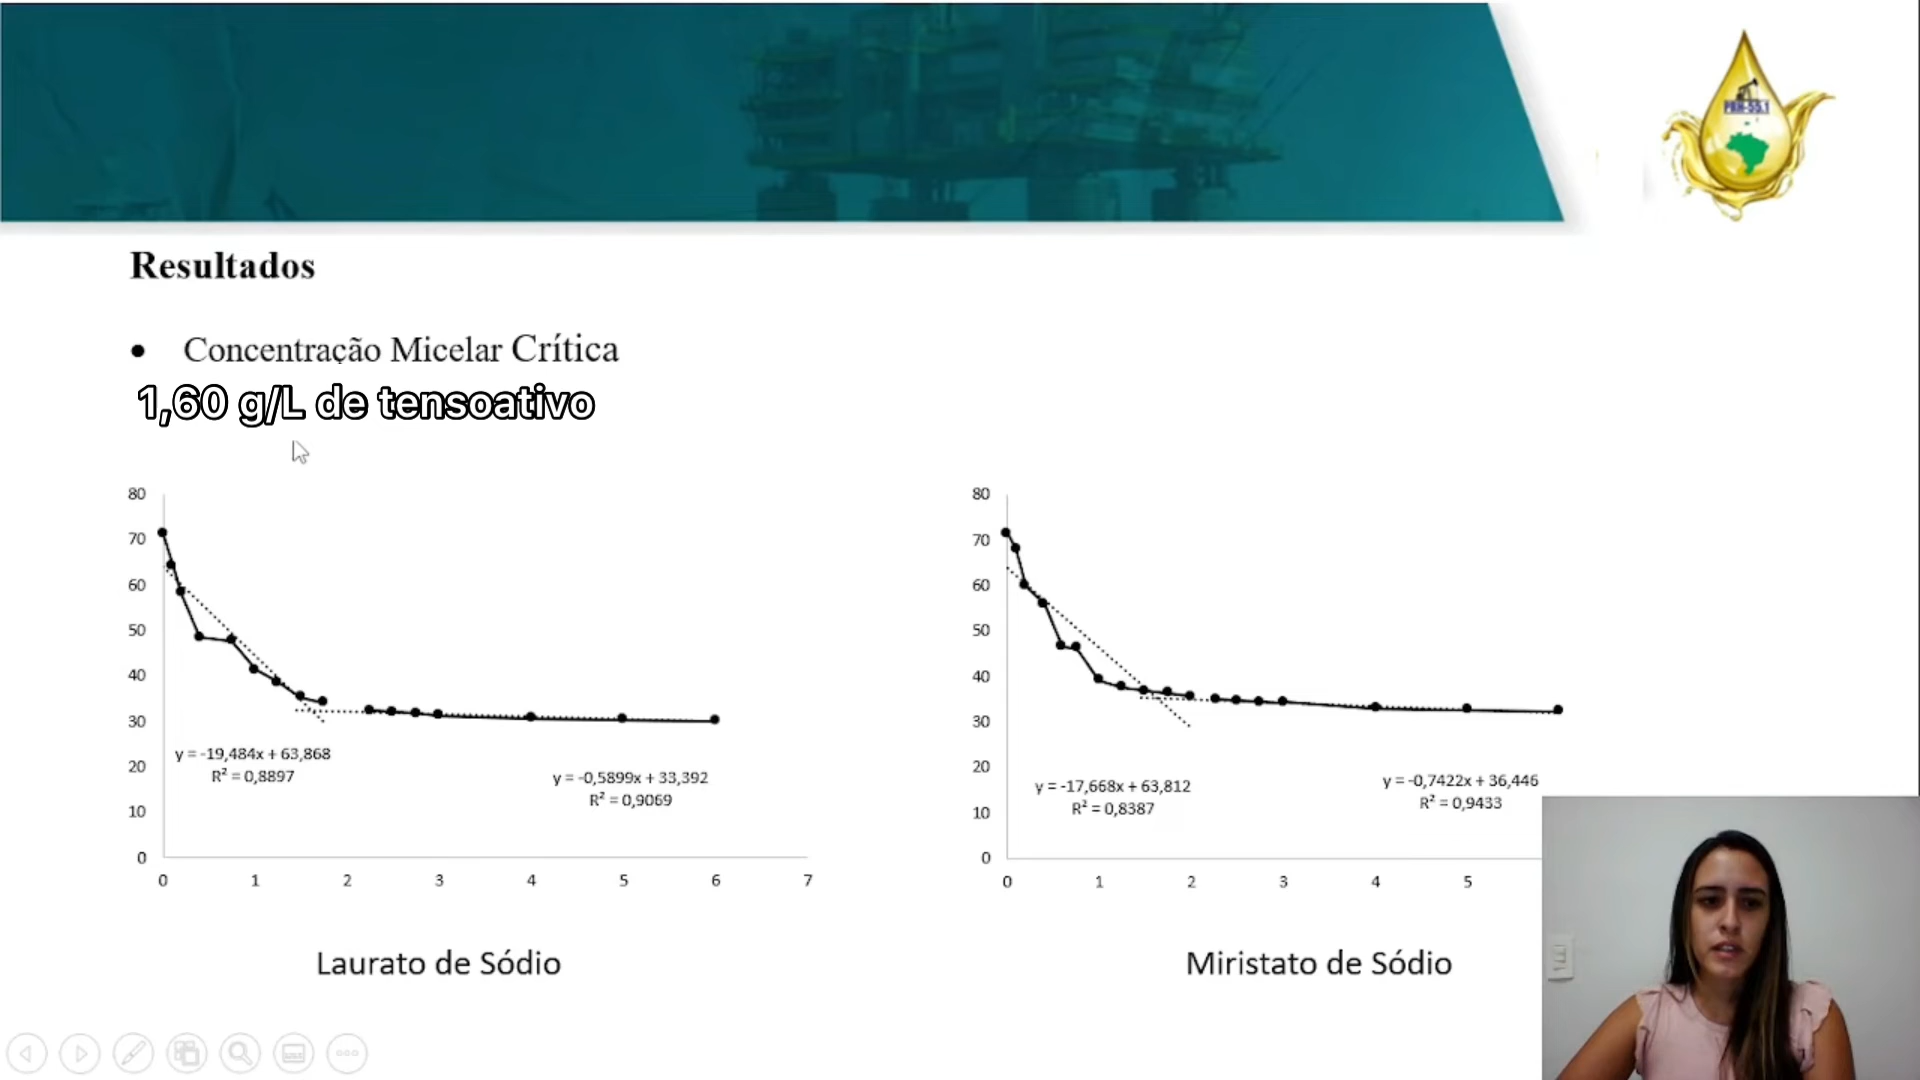 PRH-55.1
Resultados
• Concentração Micelar Crítica
1,60 g/L de tensoativo
80
70
60
50
40
30
20
10
0
0 1 2 3 4 5 6 7
y = -19,484x + 63,868
R² = 0,8897
y = -0,5899x + 33,392
R² = 0,9069
Laurato de Sódio
80
70
60
50
40
30
20
10
0
0 1 2 3 4 5
y = -17,668x + 63,812
R² = 0,8387
y = -0,7422x + 36,446
R² = 0,9433
Miristato de Sódio